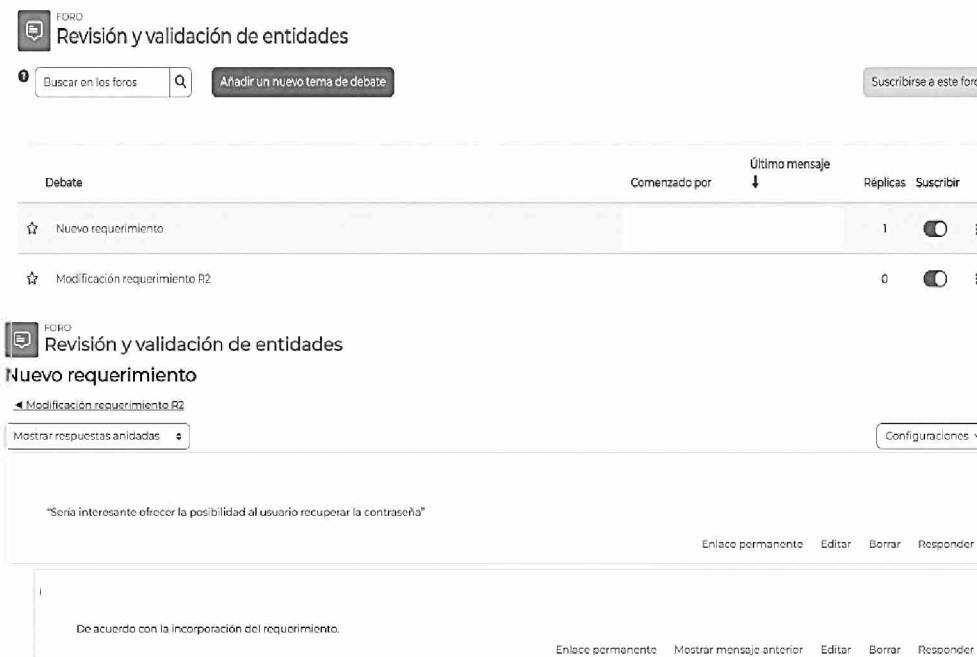 FORO
Revisión y validación de entidades
Buscar en los foros
Añadir un nuevo tema de debate
Suscribirse a este foro
Debate
Comenzado por
Último mensaje
Réplicas
Suscribir
Nuevo requerimiento
1
Modificación requerimiento R2
0
FORO
Revisión y validación de entidades
Nuevo requerimiento
◄ Modificación requerimiento R2
Mostrar respuestas anidadas
Configuraciones
“Sería interesante ofrecer la posibilidad al usuario recuperar la contraseña”
Enlace permanente Editar Borrar Responder
De acuerdo con la incorporación del requerimiento.
Enlace permanente Mostrar mensaje anterior Editar Borrar Responder